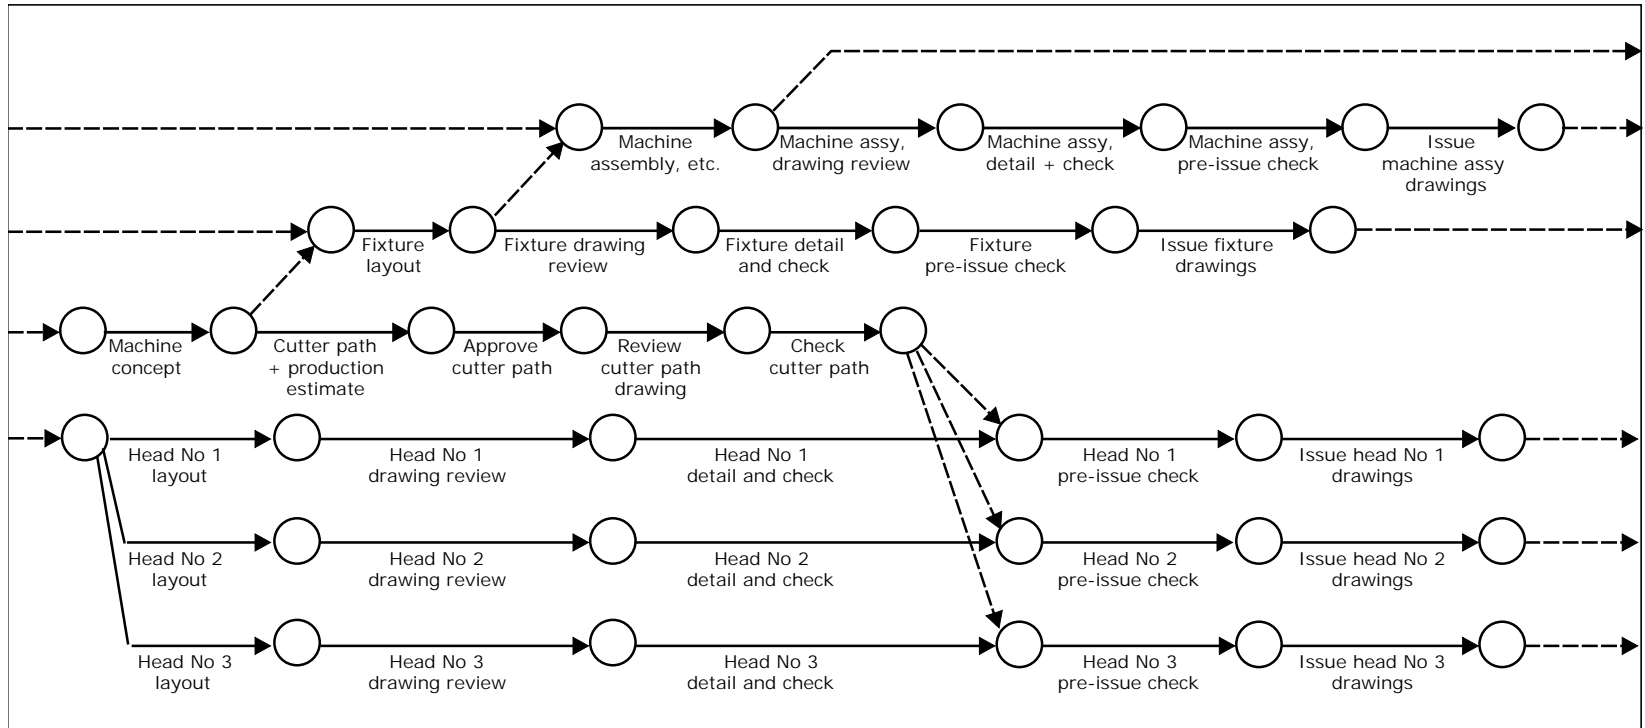 Machine
assembly, etc.
Machine assy,
drawing review
Machine assy,
detail + check
Machine assy,
pre-issue check
Issue
machine assy
drawings
Fixture
layout
Fixture drawing
review
Fixture detail
and check
Fixture
pre-issue check
Issue fixture
drawings
Machine
concept
Cutter path
+ production
estimate
Approve
cutter path
Review
cutter path
drawing
Check
cutter path
Head No 1
layout
Head No 1
drawing review
Head No 1
detail and check
Head No 1
pre-issue check
Issue head No 1
drawings
Head No 2
layout
Head No 2
drawing review
Head No 2
detail and check
Head No 2
pre-issue check
Issue head No 2
drawings
Head No 3
layout
Head No 3
drawing review
Head No 3
detail and check
Head No 3
pre-issue check
Issue head No 3
drawings